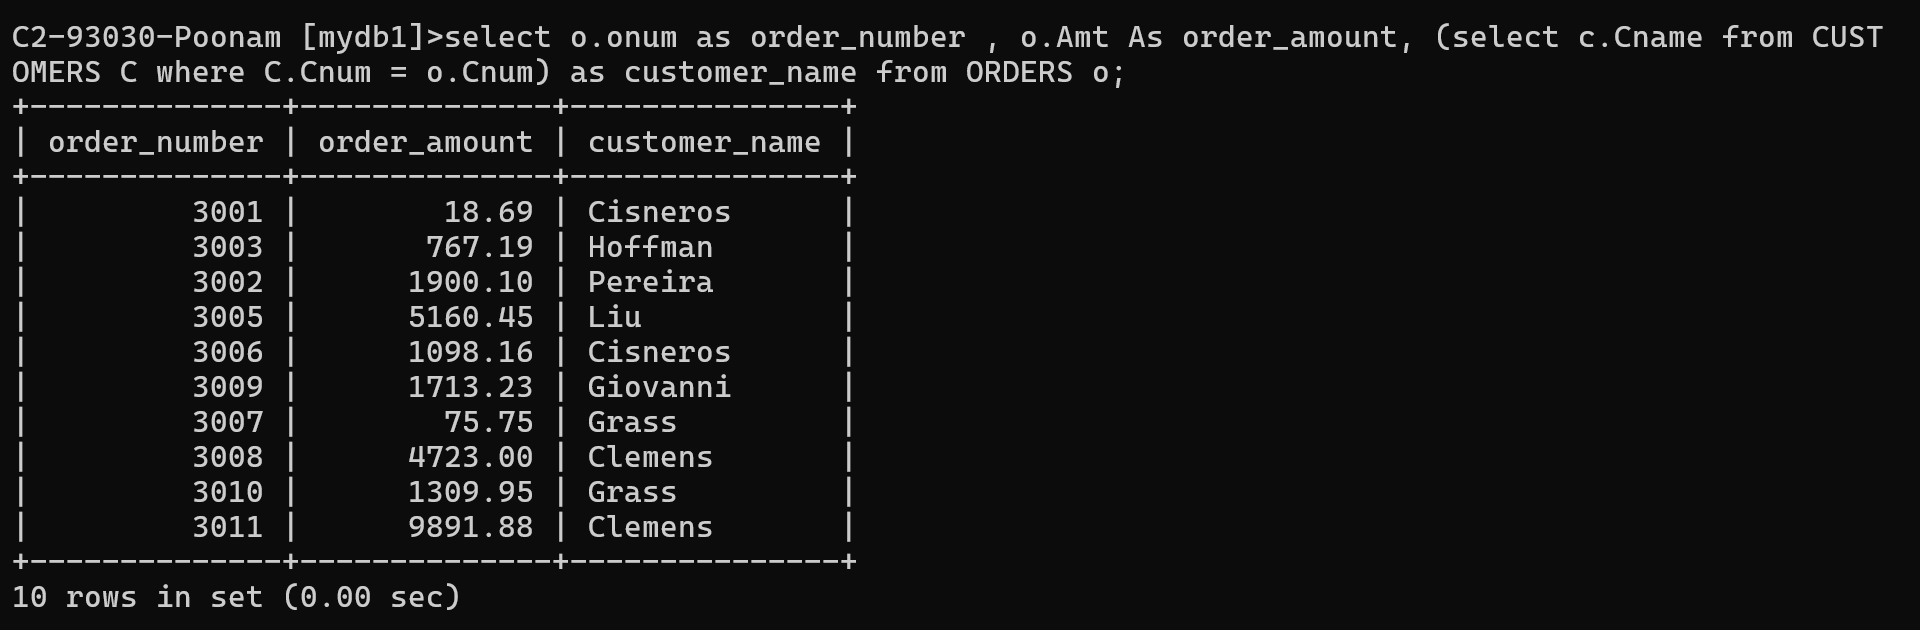 C2-93030-Poonam [mydb1]>select o.onum as order_number , o.Amt As order_amount, (select c.Cname from CUST
OMERS C where C.Cnum = o.Cnum) as customer_name from ORDERS o;
+--------------+--------------+---------------+
| order_number | order_amount | customer_name |
+--------------+--------------+---------------+
|         3001 |        18.69 | Cisneros      |
|         3003 |       767.19 | Hoffman       |
|         3002 |      1900.10 | Pereira       |
|         3005 |      5160.45 | Liu           |
|         3006 |      1098.16 | Cisneros      |
|         3009 |      1713.23 | Giovanni      |
|         3007 |        75.75 | Grass         |
|         3008 |      4723.00 | Clemens       |
|         3010 |      1309.95 | Grass         |
|         3011 |      9891.88 | Clemens       |
+--------------+--------------+---------------+
10 rows in set (0.00 sec)